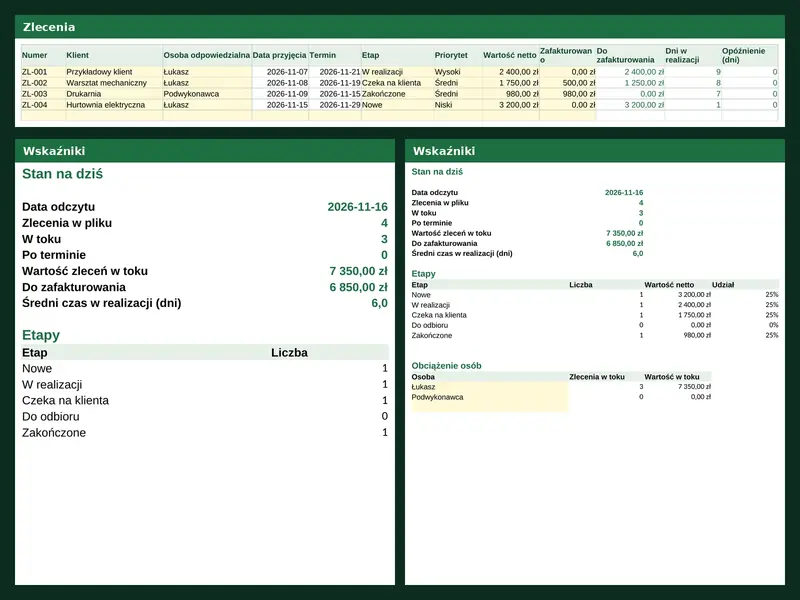 Zlecenia
Numer Klient Osoba odpowiedzialna Data przyjęcia Termin Etap Priorytet Wartość netto Zafakturowano Do zafakturowania Dni w realizacji Opóźnienie (dni)
ZL-001 Przykładowy klient Łukasz 2026-11-07 2026-11-21 W realizacji Wysoki 2 400,00 zł 0,00 zł 2 400,00 zł 9 0
ZL-002 Warsztat mechaniczny Łukasz 2026-11-08 2026-11-19 Czeka na klienta Średni 1 750,00 zł 500,00 zł 1 250,00 zł 8 0
ZL-003 Drukarnia Podwykonawca 2026-11-09 2026-11-15 Zakończone Średni 980,00 zł 980,00 zł 0,00 zł 7 0
ZL-004 Hurtownia elektryczna Łukasz 2026-11-15 2026-11-29 Nowe Niski 3 200,00 zł 0,00 zł 3 200,00 zł 1 0
Wskaźniki
Stan na dziś
Data odczytu 2026-11-16
Zlecenia w pliku 4
W toku 3
Po terminie 0
Wartość zleceń w toku 7 350,00 zł
Do zafakturowania 6 850,00 zł
Średni czas w realizacji (dni) 6,0
Etapy
Etap Liczba
Nowe 1
W realizacji 1
Czeka na klienta 1
Do odbioru 0
Zakończone 1
Wskaźniki
Stan na dziś
Data odczytu 2026-11-16
Zlecenia w pliku 4
W toku 3
Po terminie 0
Wartość zleceń w toku 7 350,00 zł
Do zafakturowania 6 850,00 zł
Średni czas w realizacji (dni) 6,0
Etapy
Etap Liczba Wartość netto Udział
Nowe 1 3 200,00 zł 25%
W realizacji 1 2 400,00 zł 25%
Czeka na klienta 1 1 750,00 zł 25%
Do odbioru 0 0,00 zł 0%
Zakończone 1 980,00 zł 25%
Obciążenie osób
Osoba Zlecenia w toku Wartość w toku
Łukasz 3 7 350,00 zł
Podwykonawca 0 0,00 zł